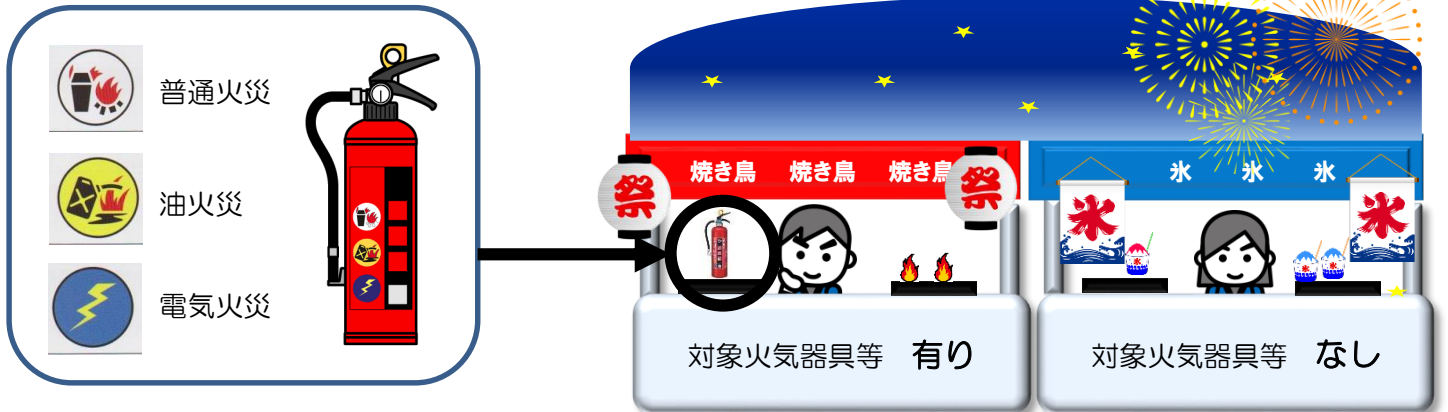 普通火災
油火災
電気火災
焼き鳥 焼き鳥 焼き鳥
祭
祭
氷 氷 氷
氷
氷
対象火気器具等 有り
対象火気器具等 なし